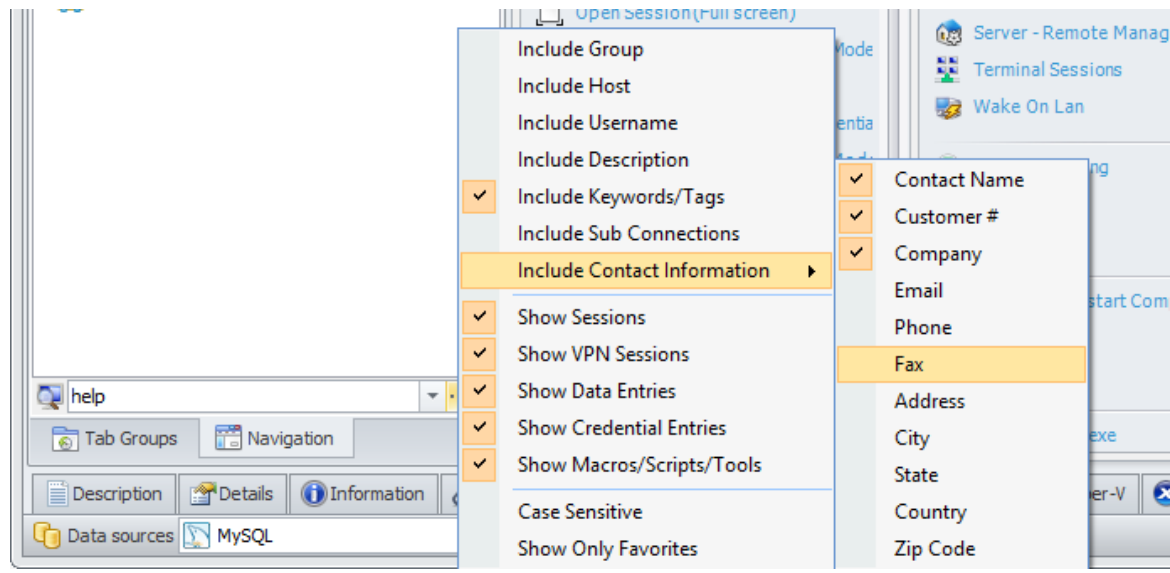 Open Session (Full screen)
Mode
Server - Remote Manag
Terminal Sessions
Wake On Lan
entia
ng
start Com
exe
er-V
Include Group
Include Host
Include Username
Include Description
Include Keywords/Tags
Include Sub Connections
Include Contact Information
Show Sessions
Show VPN Sessions
Show Data Entries
Show Credential Entries
Show Macros/Scripts/Tools
Case Sensitive
Show Only Favorites
Contact Name
Customer #
Company
Email
Phone
Fax
Address
City
State
Country
Zip Code
help
Tab Groups Navigation
Description Details Information
Data sources MySQL